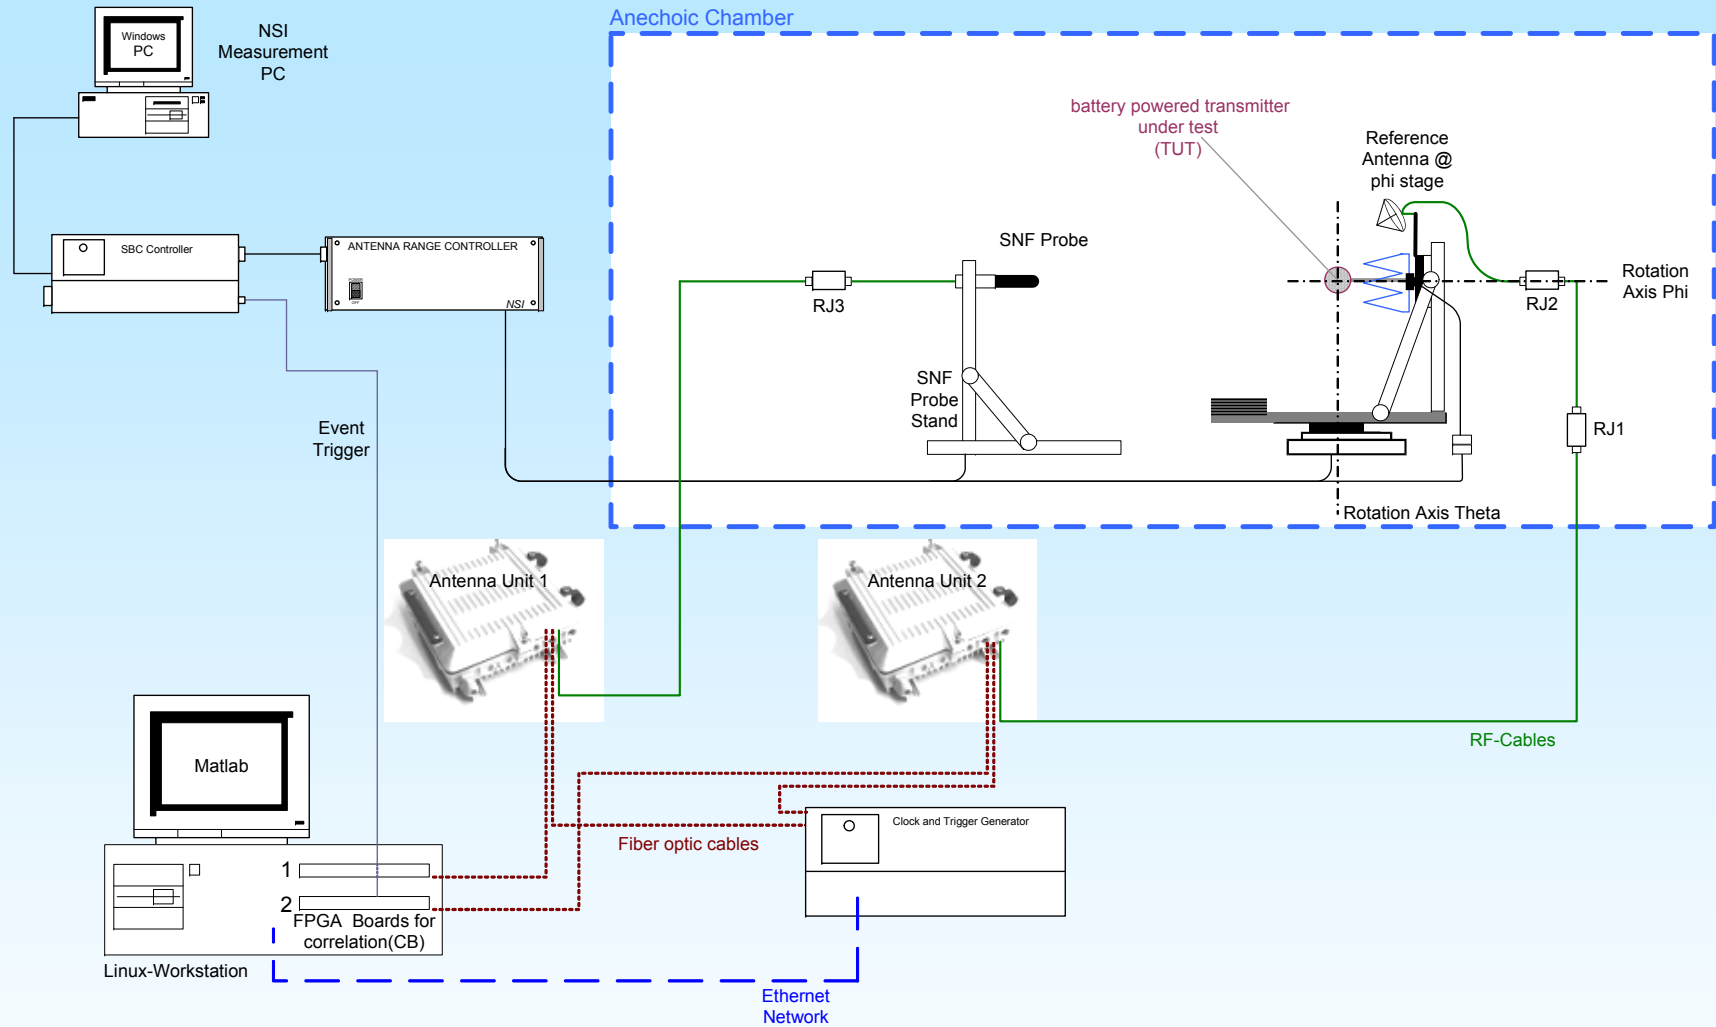 Anechoic Chamber
Windows
PC
NSI
Measurement
PC
battery powered transmitter
under test
(TUT)
Reference
Antenna @
phi stage
SBC Controller
ANTENNA RANGE CONTROLLER
POWER
OFF
NSI
SNF Probe
RJ3
RJ2
Rotation
Axis Phi
SNF
Probe
Stand
RJ1
Event
Trigger
Rotation Axis Theta
Antenna Unit 1
Antenna Unit 2
RF-Cables
Matlab
Clock and Trigger Generator
Fiber optic cables
1
2
FPGA Boards for
correlation(CB)
Linux-Workstation
Ethernet
Network